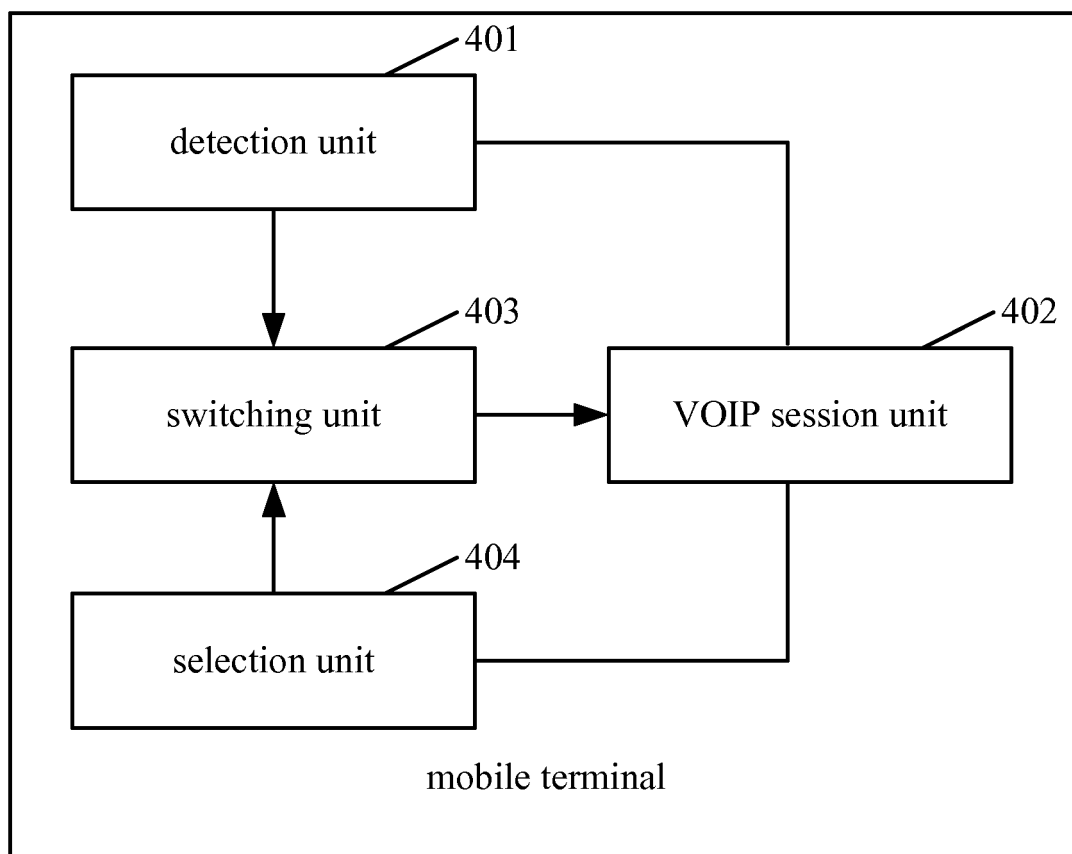 401
detection unit
403
switching unit
402
VOIP session unit
404
selection unit
mobile terminal